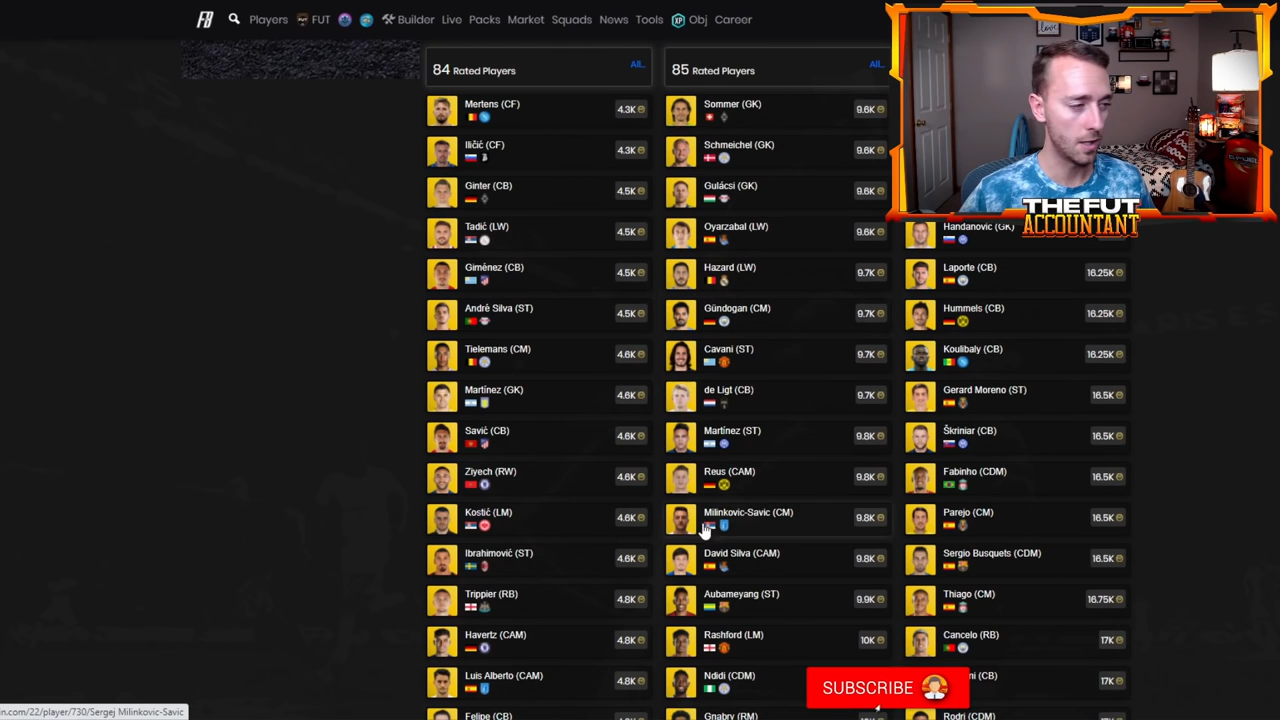 FB
Players
FUT
Builder
Live
Packs
Market
Squads
News
Tools
XP
Obj
Career
84 Rated Players
All..
Mertens (CF)
4.3K
Iličić (CF)
4.3K
Ginter (CB)
4.5K
Tadić (LW)
4.5K
Giménez (CB)
4.5K
André Silva (ST)
4.5K
Tielemans (CM)
4.6K
Martínez (GK)
4.6K
Savić (CB)
4.6K
Ziyech (RW)
4.6K
Kostić (LM)
4.6K
Ibrahimović (ST)
4.6K
Trippier (RB)
4.8K
Havertz (CAM)
4.8K
Luis Alberto (CAM)
4.8K
Felipe (CB)
85 Rated Players
All..
Sommer (GK)
9.6K
Schmeichel (GK)
9.6K
Gulácsi (GK)
9.6K
Oyarzabal (LW)
9.6K
Hazard (LW)
9.7K
Gündogan (CM)
9.7K
Cavani (ST)
9.7K
de Ligt (CB)
9.7K
Martínez (ST)
9.8K
Reus (CAM)
9.8K
Milinkovic-Savic (CM)
9.8K
David Silva (CAM)
9.8K
Aubameyang (ST)
9.9K
Rashford (LM)
10K
Ndidi (CDM)
Gnabry (RM)
Handanovic (GK)
Laporte (CB)
16.25K
Hummels (CB)
16.25K
Koulibaly (CB)
16.25K
Gerard Moreno (ST)
16.5K
Škriniar (CB)
16.5K
Fabinho (CDM)
16.5K
Parejo (CM)
16.5K
Sergio Busquets (CDM)
16.5K
Thiago (CM)
16.75K
Cancelo (RB)
17K
(CB)
17K
Rodri (CDM)
THE FUT
ACCOUNTANT
SUBSCRIBE
in.com/22/player/730/Sergej Milinkovic-Savic